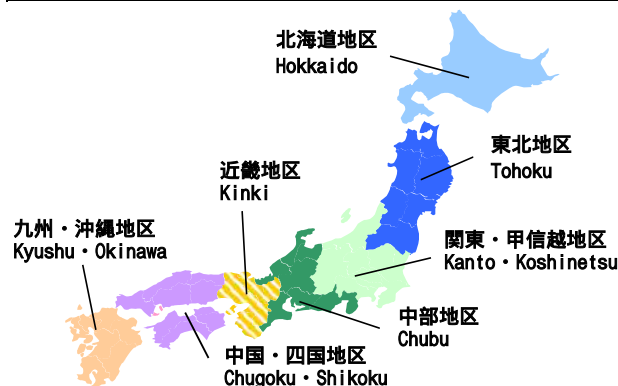 北海道地区
Hokkaido
東北地区
Tohoku
近畿地区
Kinki
九州・沖縄地区
Kyushu・Okinawa
関東・甲信越地区
Kanto・Koshinetsu
中部地区
Chubu
中国・四国地区
Chugoku・Shikoku